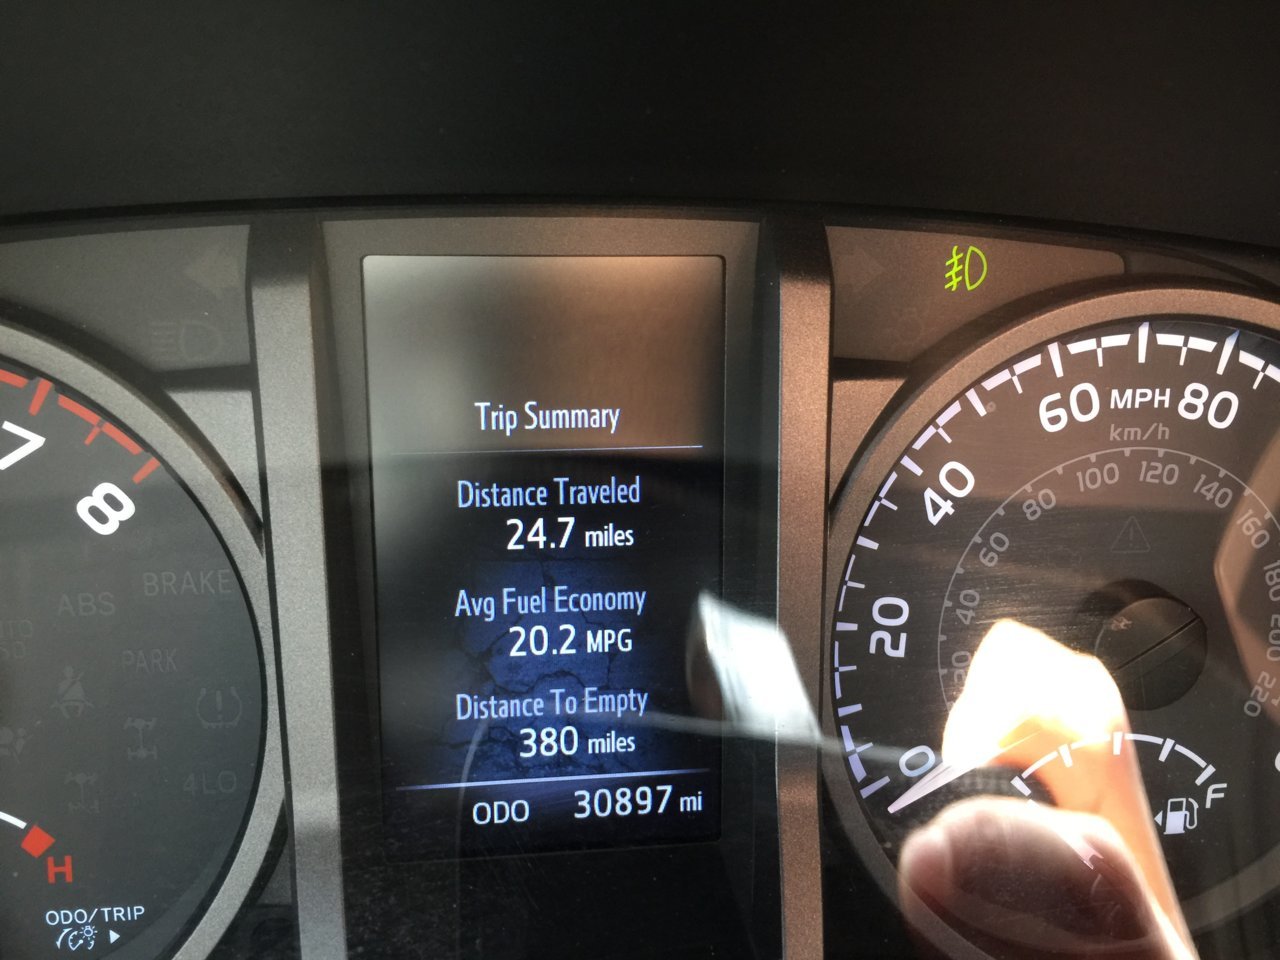 Trip Summary
Distance Traveled
24.7 miles
Avg Fuel Economy
20.2 MPG
Distance To Empty
380 miles
ODO 30897 mi
7
8
BRAKE
ABS
PARK
4LO
H
ODO/TRIP
0
20
40
60 MPH 80
km/h
40
60
80
100
120
140
160
180
200
220
F